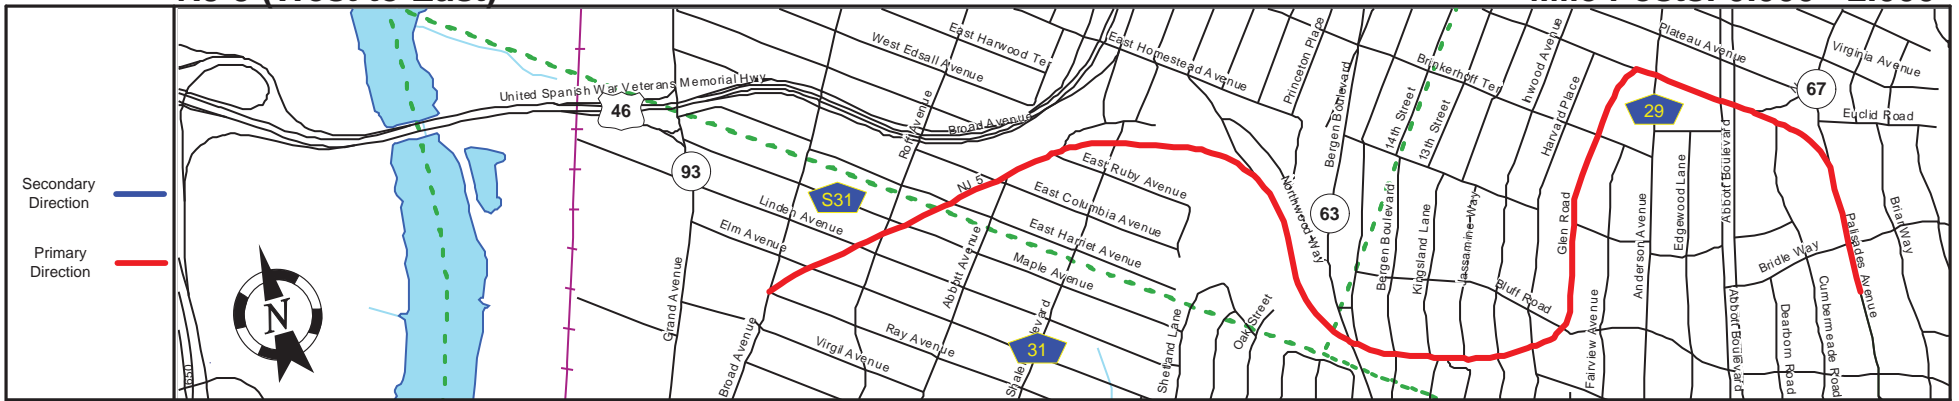 Secondary
Direction
Primary
Direction
N
United Spanish War Veterans Memorial Hwy
46
93
West Edsall Avenue
East Harwood Ter
East Homestead Avenue
Broad Avenue
Roff Avenue
NJ 5
S31
Linden Avenue
Elm Avenue
Grand Avenue
Broad Avenue
Virgil Avenue
Ray Avenue
Abbott Avenue
Maple Avenue
East Harriet Avenue
East Columbia Avenue
East Ruby Avenue
31
Shetland Lane
Oak Street
Northwood Way
63
Princeton Place
Bergen Boulevard
Bergen Boulevard
14th Street
13th Street
Brinkerhoff Ter
Harvard Place
Kingsland Lane
Jassamine Way
Bluff Road
Glen Road
Fairview Avenue
Anderson Avenue
Edgewood Lane
Abbott Boulevard
Abbott Boulevard
29
Plateau Avenue
Virginia Avenue
67
Euclid Road
Briar Way
Palisades Avenue
Bridle Way
Dearborn Road
Cumbermeade Road
650